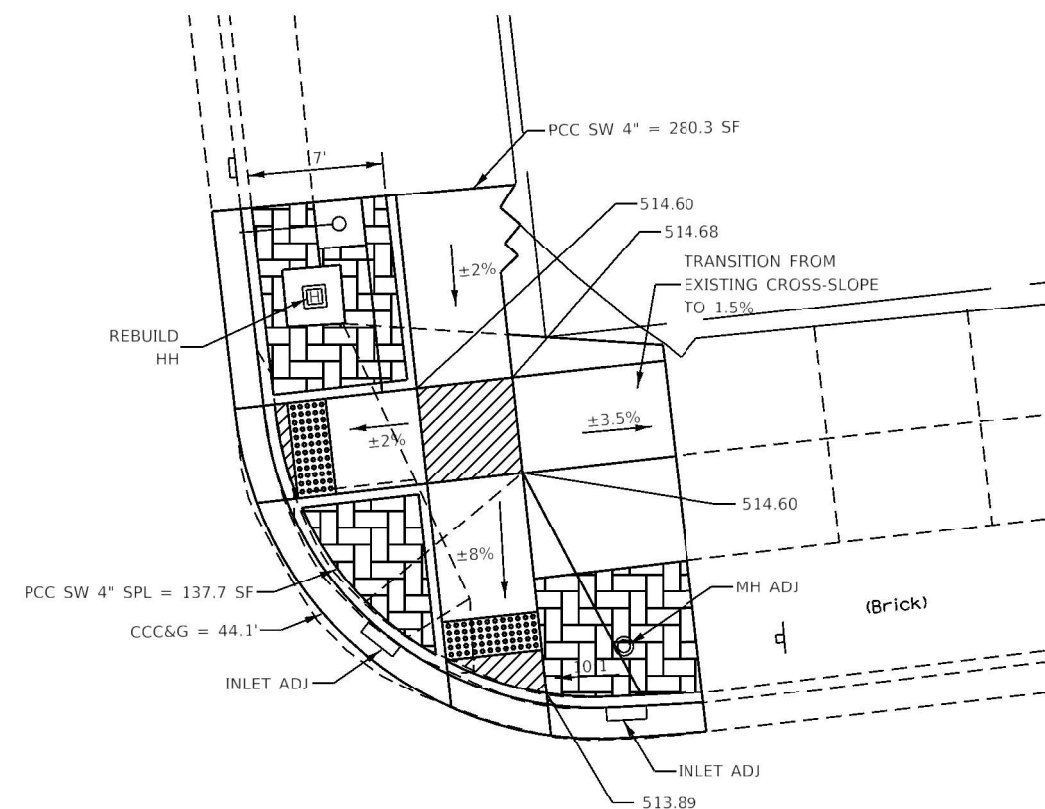 PCC SW 4" = 280.3 SF
7'
514.60
514.68
TRANSITION FROM
EXISTING CROSS-SLOPE
TO 1.5%
±2%
REBUILD
HH
H
±3.5%
±2%
514.60
±8%
MH ADJ
PCC SW 4" SPL = 137.7 SF
(Brick)
CCC&G = 44.1'
10.1
INLET ADJ
INLET ADJ
513.89